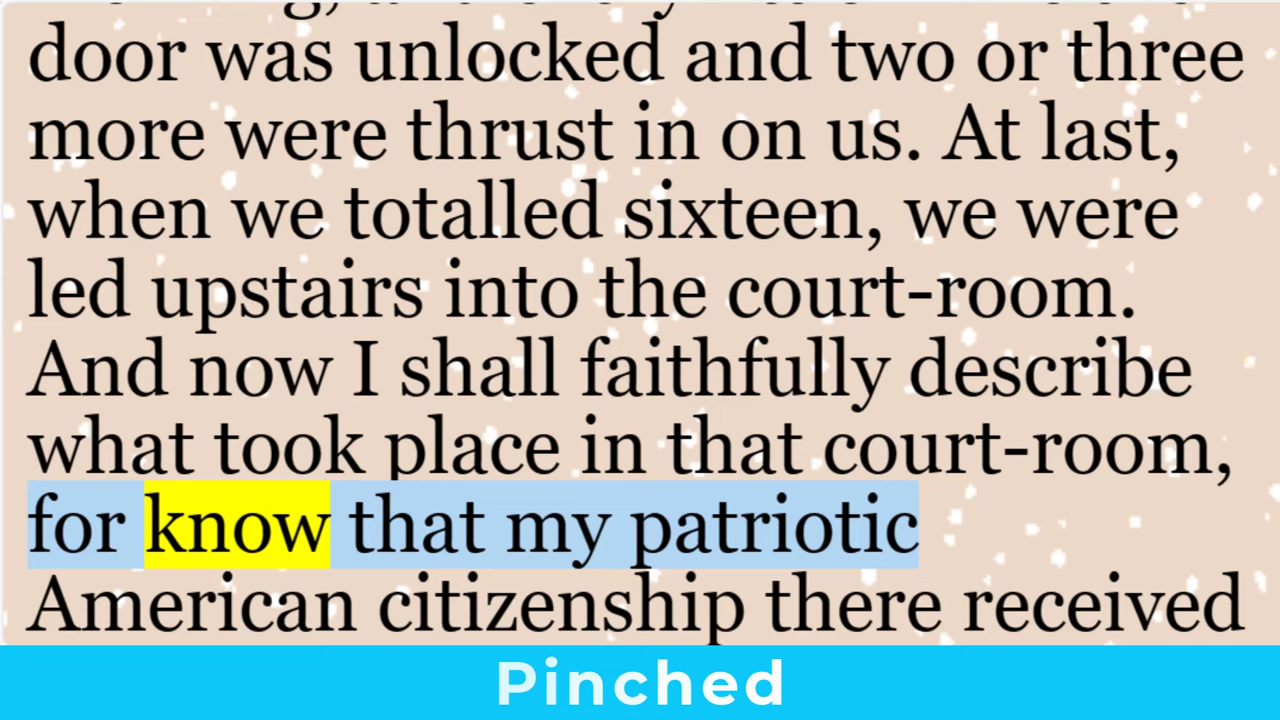 door was unlocked and two or three
more were thrust in on us. At last,
when we totalled sixteen, we were
led upstairs into the court-room.
And now I shall faithfully describe
what took place in that court-room,
for know that my patriotic
American citizenship there received
Pinched